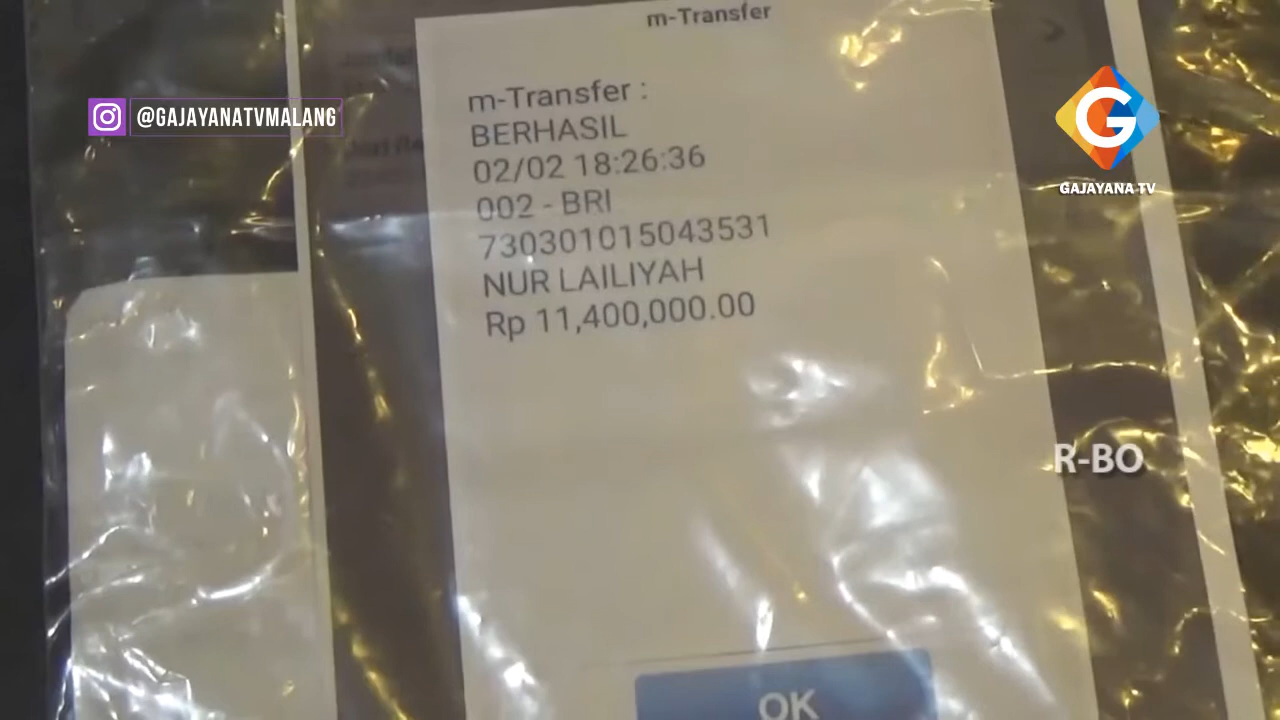 m-Transfer
m-Transfer :
BERHASIL
02/02 18:26:36
002 - BRI
730301015043531
NUR LAILIYAH
Rp 11,400,000.00
OK
@GAJAYANATVMALANG
G
GAJAYANA TV
R-BO